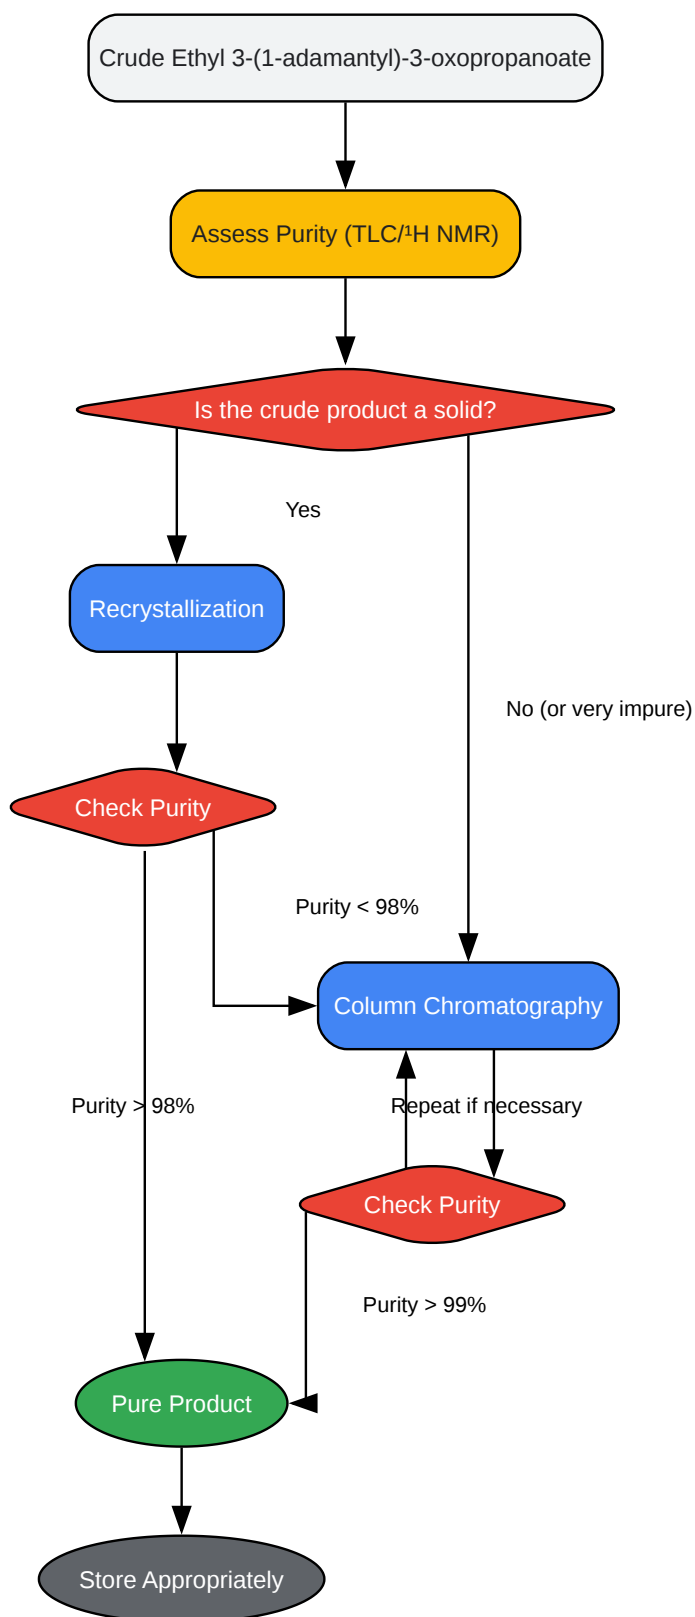 Crude Ethyl 3-(1-adamantyl)-3-oxopropanoate
Assess Purity (TLC/¹H NMR)
Is the crude product a solid?
Yes
Recrystallization
No (or very impure)
Check Purity
Purity < 98%
Column Chromatography
Purity > 98%
Repeat if necessary
Check Purity
Purity > 99%
Pure Product
Store Appropriately